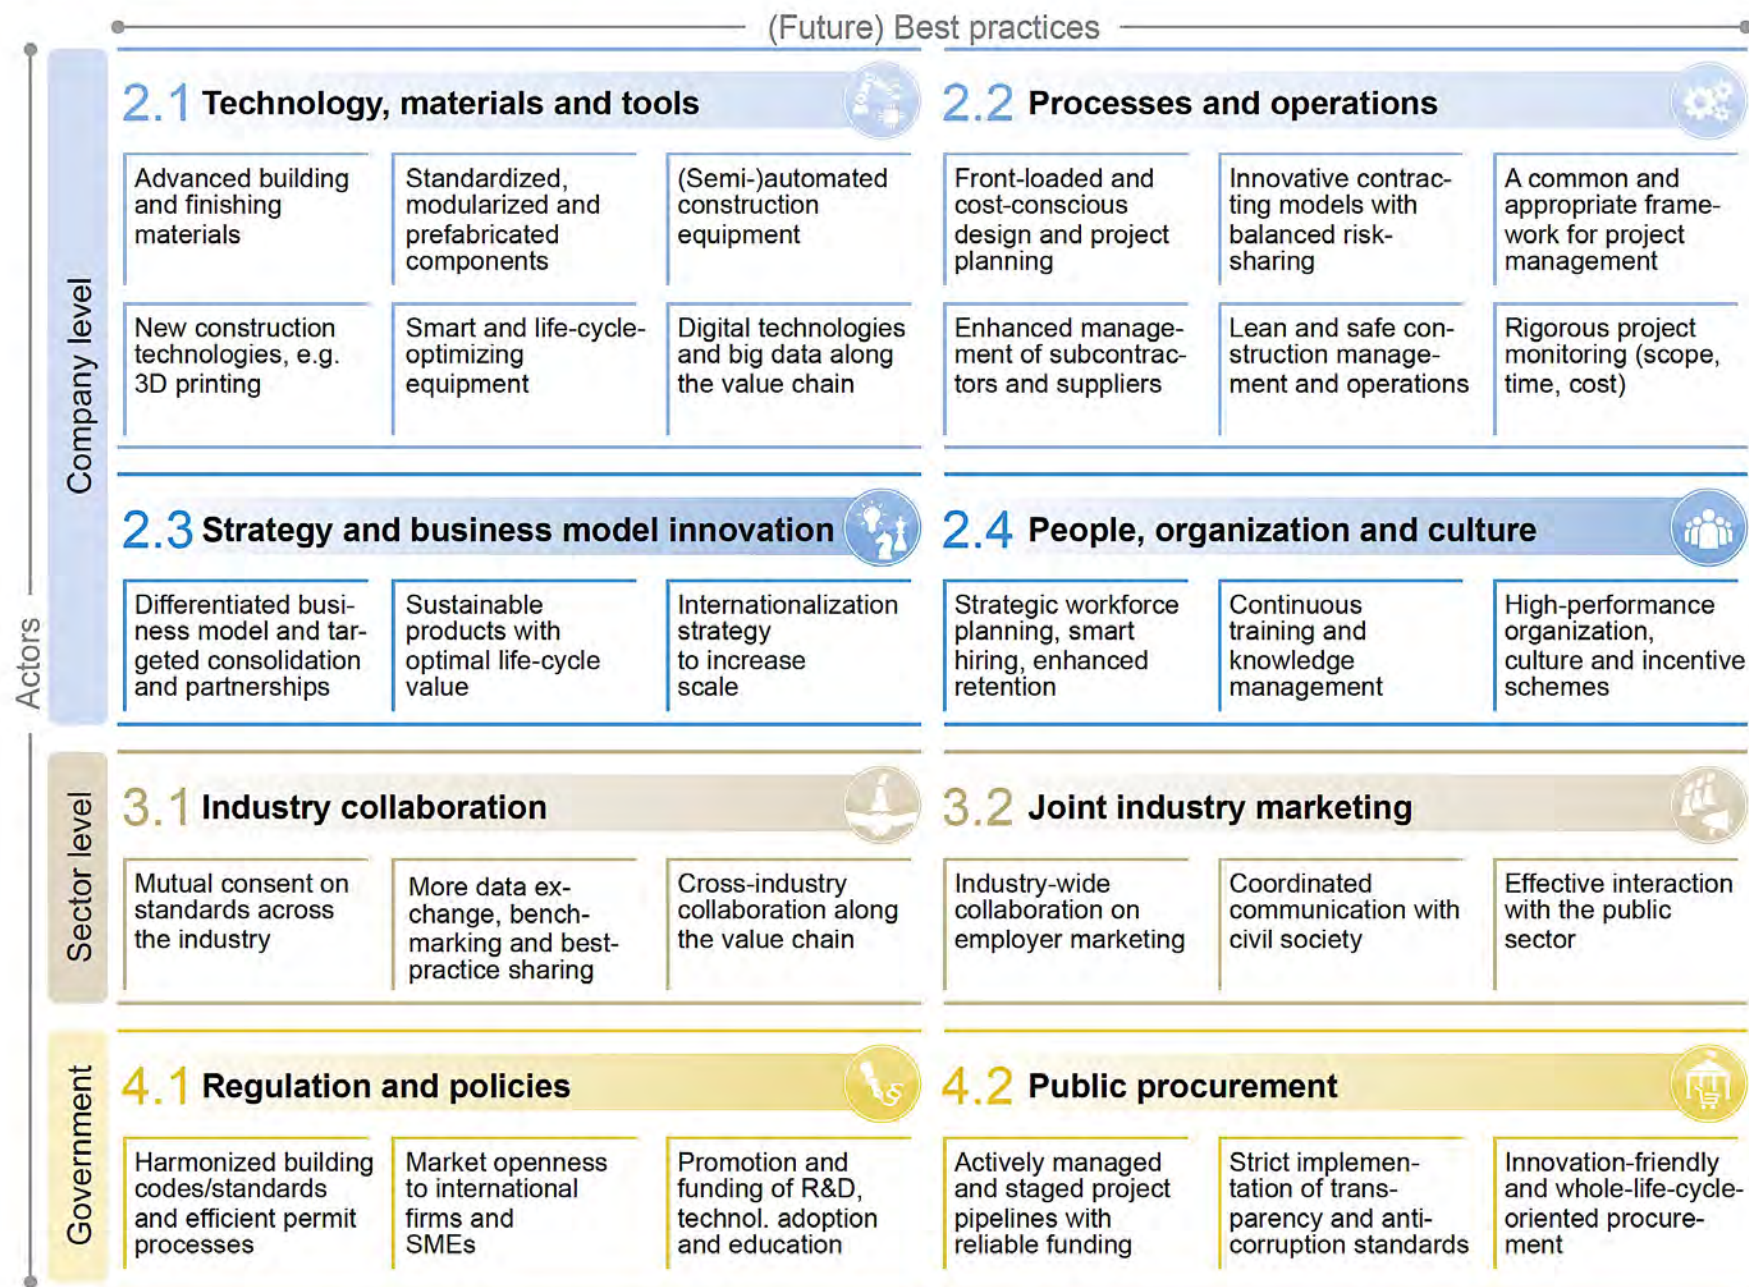 (Future) Best practices
Actors
Company level
2.1 Technology, materials and tools
Advanced building
and finishing
materials
Standardized,
modularized and
prefabricated
components
(Semi-)automated
construction
equipment
New construction
technologies, e.g.
3D printing
Smart and life-cycle-
optimizing
equipment
Digital technologies
and big data along
the value chain
2.2 Processes and operations
Front-loaded and
cost-conscious
design and project
planning
Innovative contrac-
ting models with
balanced risk-
sharing
A common and
appropriate frame-
work for project
management
Enhanced manage-
ment of subcontrac-
tors and suppliers
Lean and safe con-
struction manage-
ment and operations
Rigorous project
monitoring (scope,
time, cost)
2.3 Strategy and business model innovation
Differentiated busi-
ness model and tar-
geted consolidation
and partnerships
Sustainable
products with
optimal life-cycle
value
Internationalization
strategy
to increase
scale
2.4 People, organization and culture
Strategic workforce
planning, smart
hiring, enhanced
retention
Continuous
training and
knowledge
management
High-performance
organization,
culture and incentive
schemes
Sector level
3.1 Industry collaboration
Mutual consent on
standards across
the industry
More data ex-
change, bench-
marking and best-
practice sharing
Cross-industry
collaboration along
the value chain
3.2 Joint industry marketing
Industry-wide
collaboration on
employer marketing
Coordinated
communication with
civil society
Effective interaction
with the public
sector
Government
4.1 Regulation and policies
§
Harmonized building
codes/standards
and efficient permit
processes
Market openness
to international
firms and
SMEs
Promotion and
funding of R&D,
technol. adoption
and education
4.2 Public procurement
Actively managed
and staged project
pipelines with
reliable funding
Strict implemen-
tation of trans-
parency and anti-
corruption standards
Innovation-friendly
and whole-life-cycle-
oriented procure-
ment